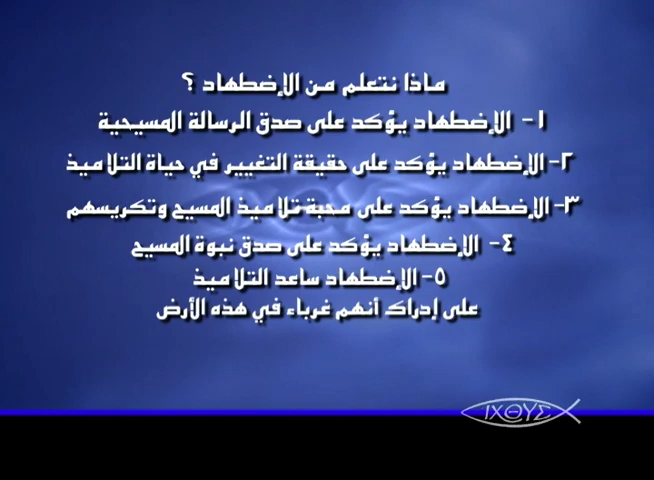 ماذا نتعلم من الإضطهاد ؟
١- الإضطهاد يؤكد على صدق الرسالة المسيحية
٢- الإضطهاد يؤكد على حقيقة التغيير في حياة التلاميذ
٣- الإضطهاد يؤكد على محبة تلاميذ المسيح وتكريسهم
٤- الإضطهاد يؤكد على صدق نبوة المسيح
٥- الإضطهاد ساعد التلاميذ
على إدراك أنهم غرباء في هذه الأرض
ΙΧΘΥΣ